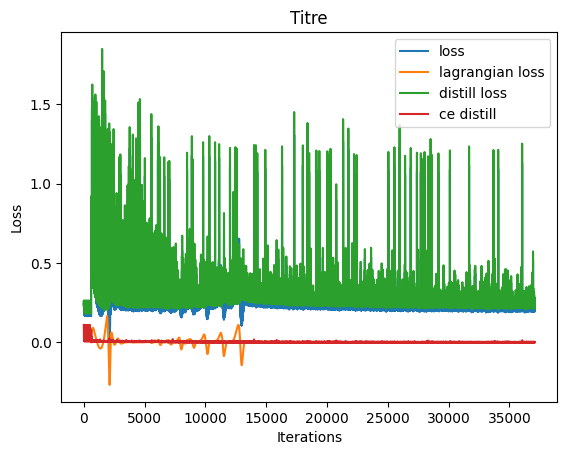 Titre
loss
lagrangian loss
distill loss
ce distill
Loss
1.5
1.0
0.5
0.0
0 5000 10000 15000 20000 25000 30000 35000
Iterations